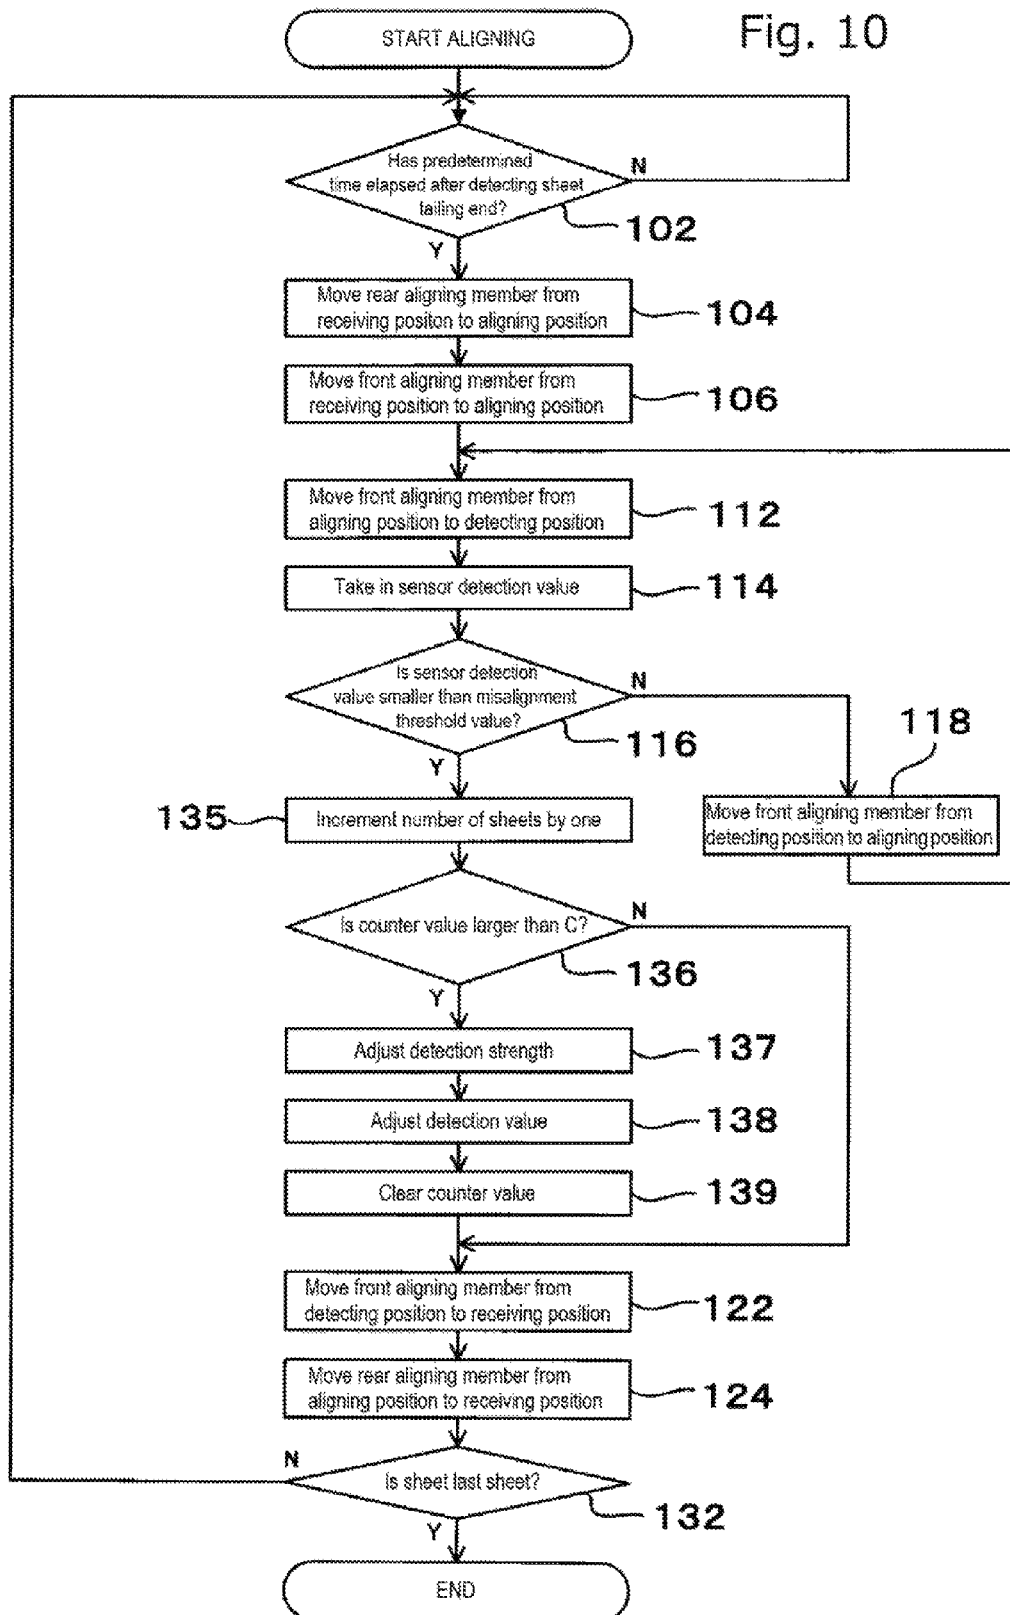 Fig. 10
START ALIGNING
Has predetermined
time elapsed after detecting sheet
tailing end?
N
102
Y
Move rear aligning member from
receiving positon to aligning position
104
Move front aligning member from
receiving position to aligning position
106
Move front aligning member from
aligning position to detecting position
112
Take in sensor detection value
114
Is sensor detection
value smaller than misalignment
threshold value?
N
116
Y
118
Move front aligning member from
detecting position to aligning position
135
Increment number of sheets by one
Is counter value larger than C?
N
136
Y
Adjust detection strength
137
Adjust detection value
138
Clear counter value
139
Move front aligning member from
detecting position to receiving position
122
Move rear aligning member from
aligning position to receiving position
124
N
Is sheet last sheet?
132
Y
END